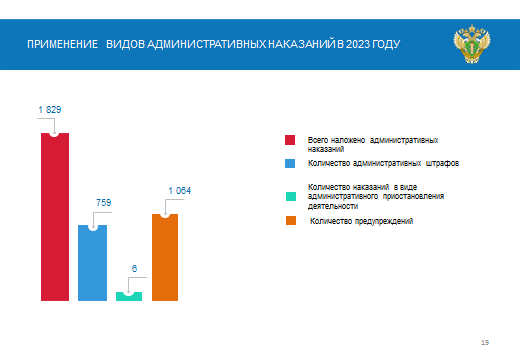 ПРИМЕНЕНИЕ ВИДОВ АДМИНИСТРАТИВНЫХ НАКАЗАНИЙ В 2023 ГОДУ
1 829
759
6
1 064
Всего наложено административных
наказаний
Количество административных штрафов
Количество наказаний в виде
административного приостановления
деятельности
Количество предупреждений
19